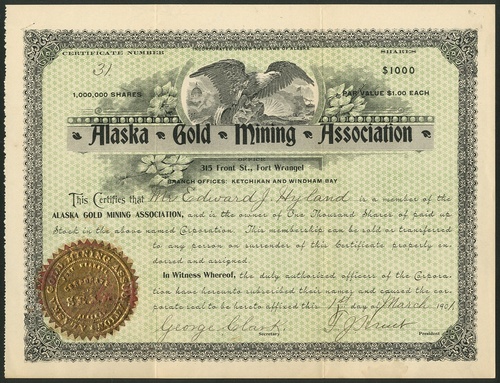 CERTIFICATE NUMBER
SHARES
31
$1000
1,000,000 SHARES
PAR VALUE $1.00 EACH
Alaska Gold Mining Association
OFFICE
315 Front St., Fort Wrangel
BRANCH OFFICES: KETCHIKAN AND WINDHAM BAY
This Certifies that Mr Edward J. Hyland is a member of the
ALASKA GOLD MINING ASSOCIATION, and is the owner of One Thousand Shares of paid up
Stock in the above named Corporation. This membership can be sold or transferred
to any person on surrender of this Certificate properly in-
dorsed and assigned.
In Witness Whereof, the duly authorized officers of the Corpora-
tion have hereunto subscribed their names and caused the cor-
porate seal to be hereto affixed this 1st day of March 1901.
George Clark
Secretary
President
GOLD MINING ASSO